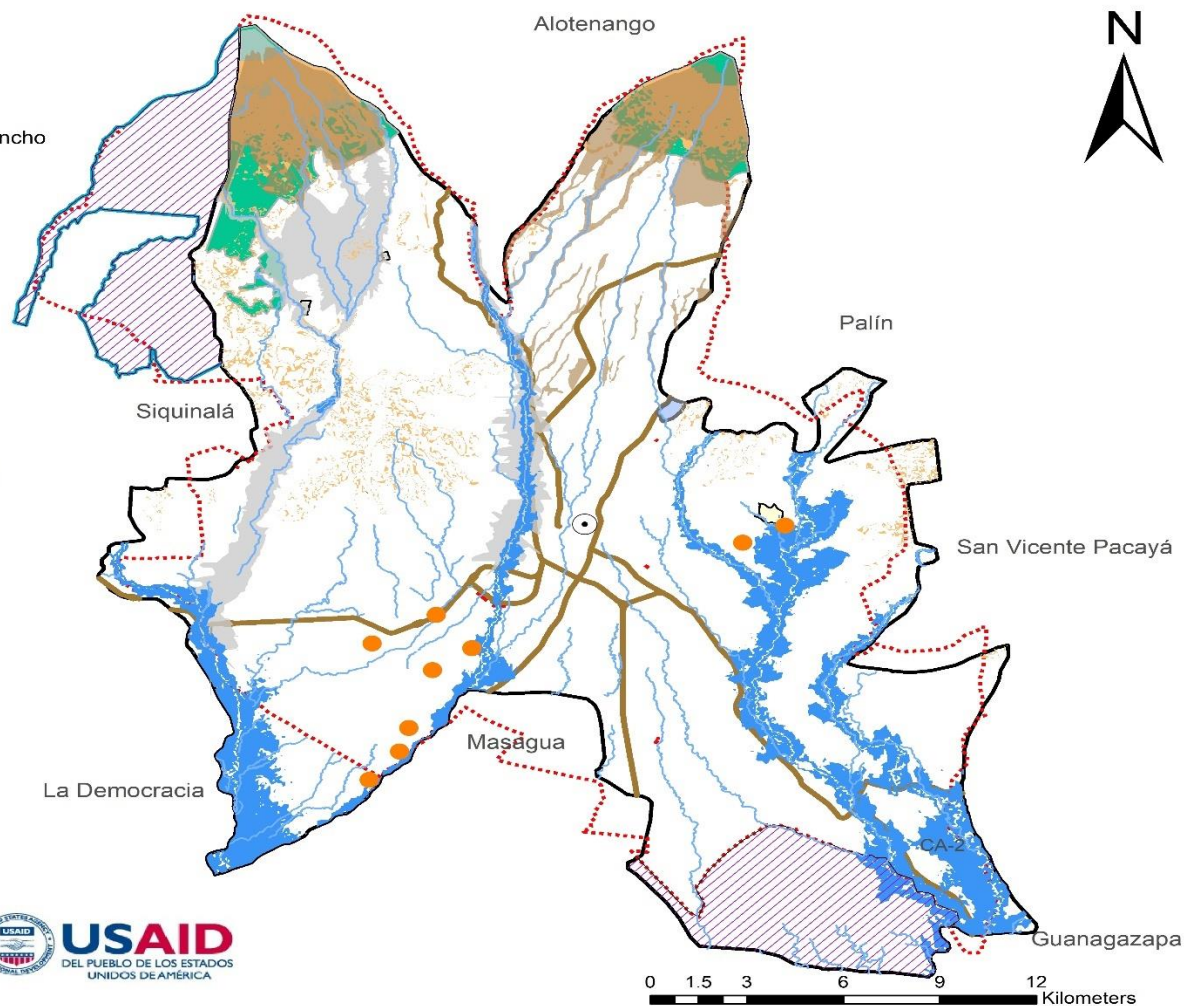 Alotenango
N
ncho
Palín
Siquinalá
San Vicente Pacayá
Masagua
La Democracia
CA-2
Guanagazapa
USAID
USAID
DEL PUEBLO DE LOS ESTADOS
UNIDOS DE AMÉRICA
0 1.5 3 6 9 12
Kilometers